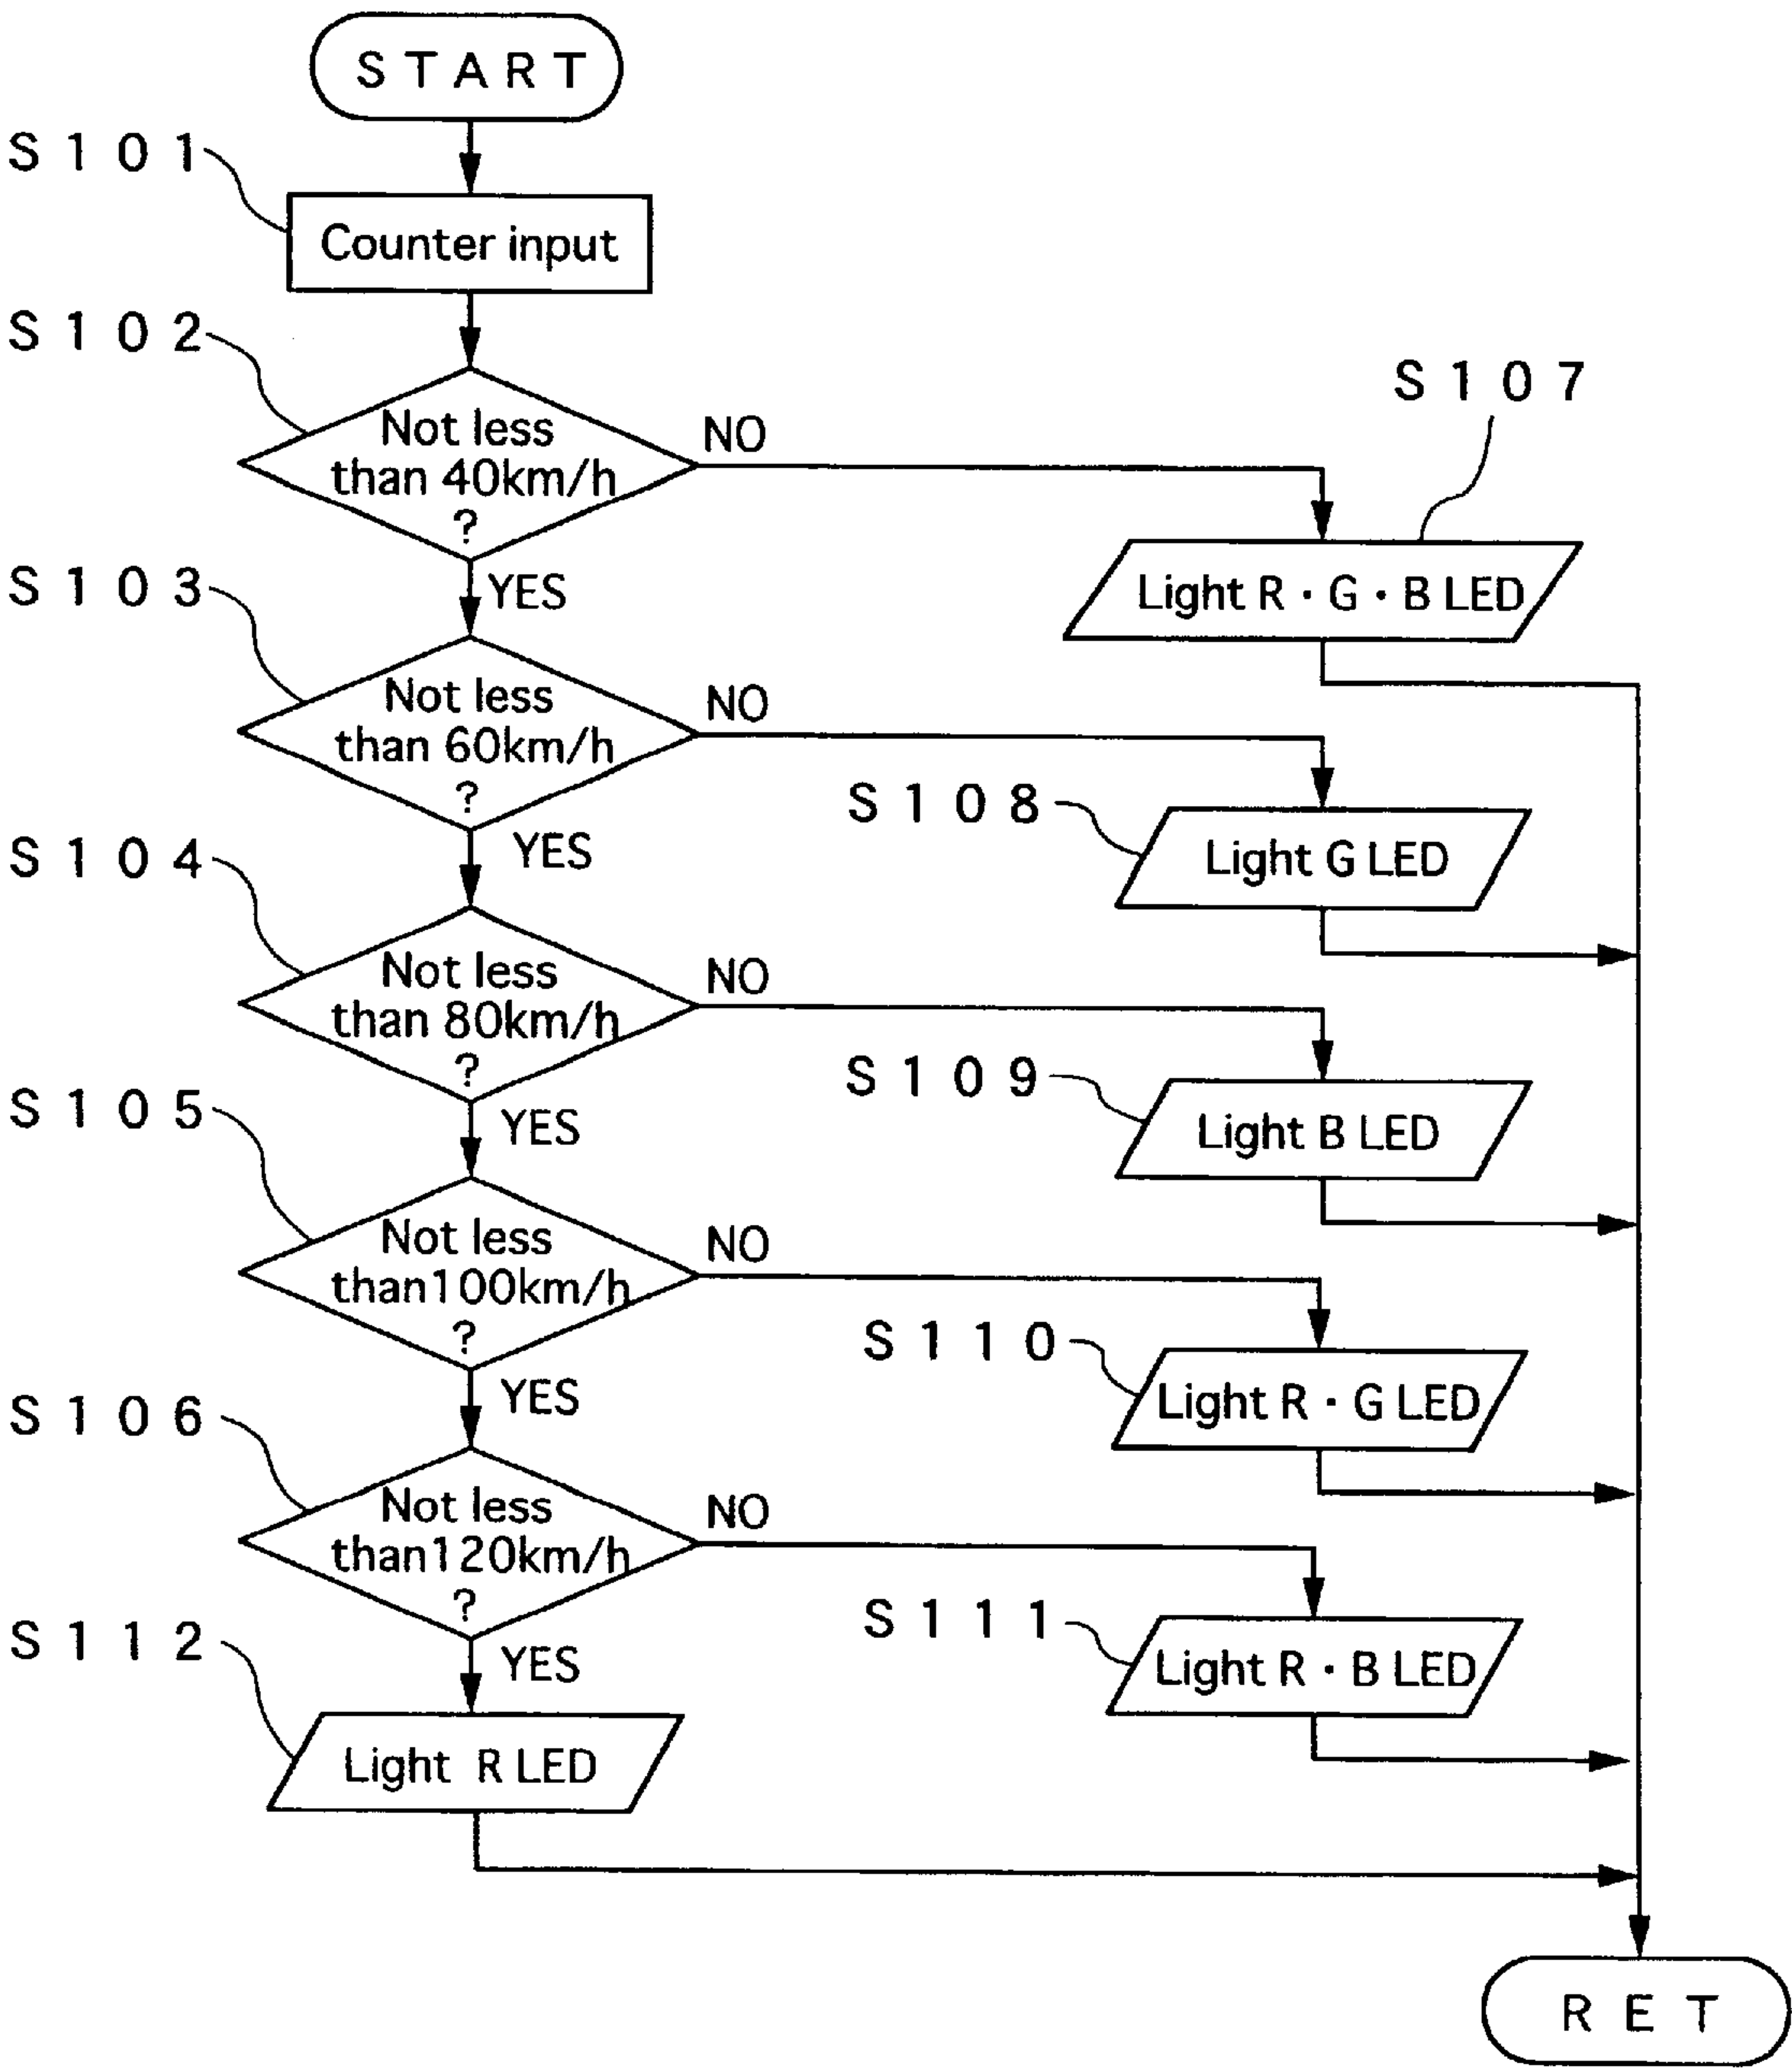 START
S101
Counter input
S102
Not less
than 40km/h
?
NO
S107
Light R・G・B LED
YES
S103
Not less
than 60km/h
?
NO
S108
Light G LED
YES
S104
Not less
than 80km/h
?
NO
S109
Light B LED
YES
S105
Not less
than100km/h
?
NO
S110
Light R・G LED
YES
S106
Not less
than120km/h
?
NO
S111
Light R・B LED
YES
S112
Light R LED
RET